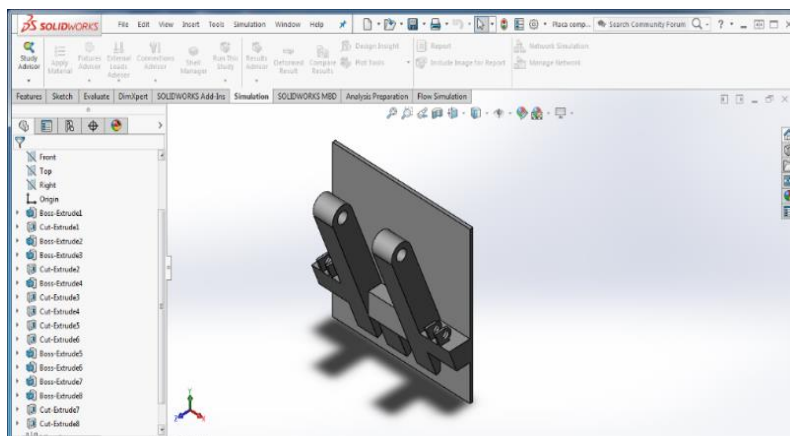 SOLIDWORKS File Edit View Insert Tools Simulation Window Help Placa comp... Search Community Forum
Study Advisor
Apply Material
Fixtures Advisor
External Loads Advisor
Connections Advisor
Shell Manager
Run This Study
Results Advisor
Deformed Result
Compare Results
Design Insight
Plot Tools
Report
Include Image for Report
Network Simulation
Manage Network
Features Sketch Evaluate DimXpert SOLIDWORKS Add-Ins Simulation SOLIDWORKS MBD Analysis Preparation Flow Simulation
Front
Top
Right
Origin
Boss-Extrude1
Cut-Extrude1
Boss-Extrude2
Boss-Extrude3
Cut-Extrude2
Boss-Extrude4
Cut-Extrude3
Cut-Extrude4
Cut-Extrude5
Cut-Extrude6
Boss-Extrude5
Boss-Extrude6
Boss-Extrude7
Boss-Extrude8
Cut-Extrude7
Cut-Extrude8